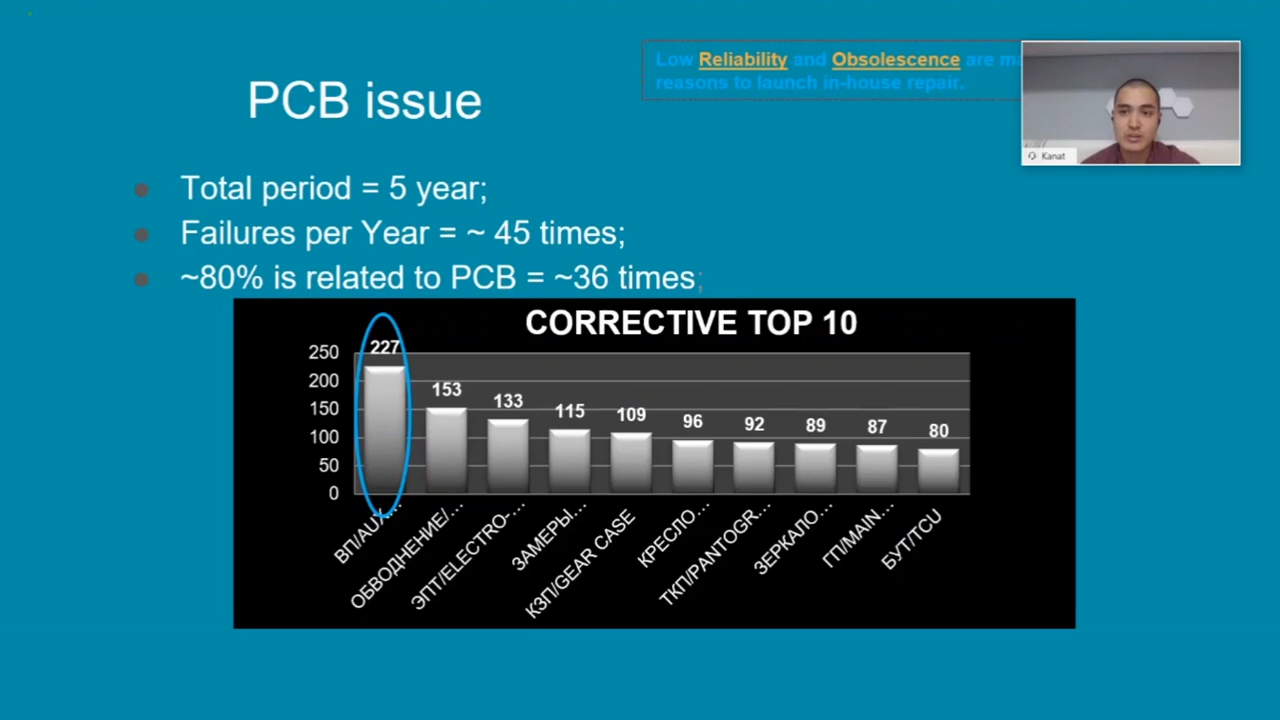 Low Reliability and Obsolescence are
reasons to launch in-house repair.
PCB issue
Kanat
● Total period = 5 year;
● Failures per Year = ~ 45 times;
● ~80% is related to PCB = ~36 times;
CORRECTIVE TOP 10
250
200
150
100
50
0
227
153
133
115
109
96
92
89
87
80
ВП/AUX...
ОБВОДНЕНИЕ/...
ЭПТ/ELECTRO-...
ЗАМЕРЫ...
КЗП/GEAR CASE
КРЕСЛО...
ТКП/PANTOGR...
ЗЕРКАЛО...
ГП/MAIN...
БУТ/TCU